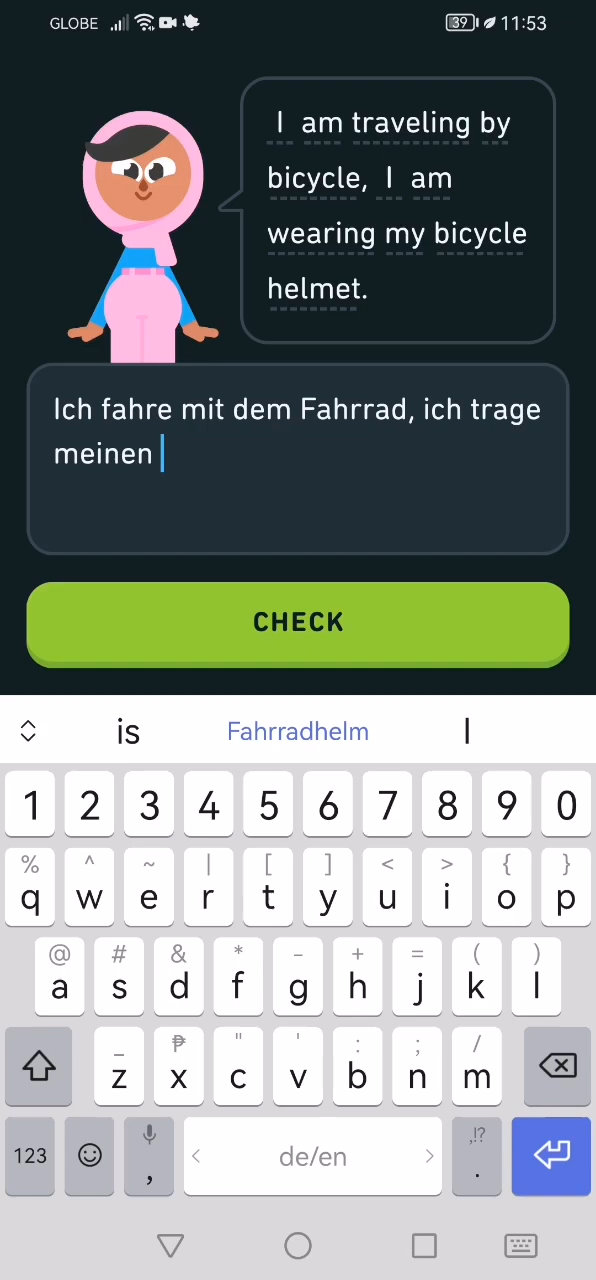 GLOBE 39 11:53
I am traveling by
bicycle, I am
wearing my bicycle
helmet.
Ich fahre mit dem Fahrrad, ich trage
meinen
CHECK
is Fahrradhelm I
1 2 3 4 5 6 7 8 9 0
% ^ ~ | [ ] < > { }
q w e r t y u i o p
@ # & * - + = ( )
a s d f g h j k l
_ ₱ " ' : ; /
z x c v b n m
,!?
123 , de/en .